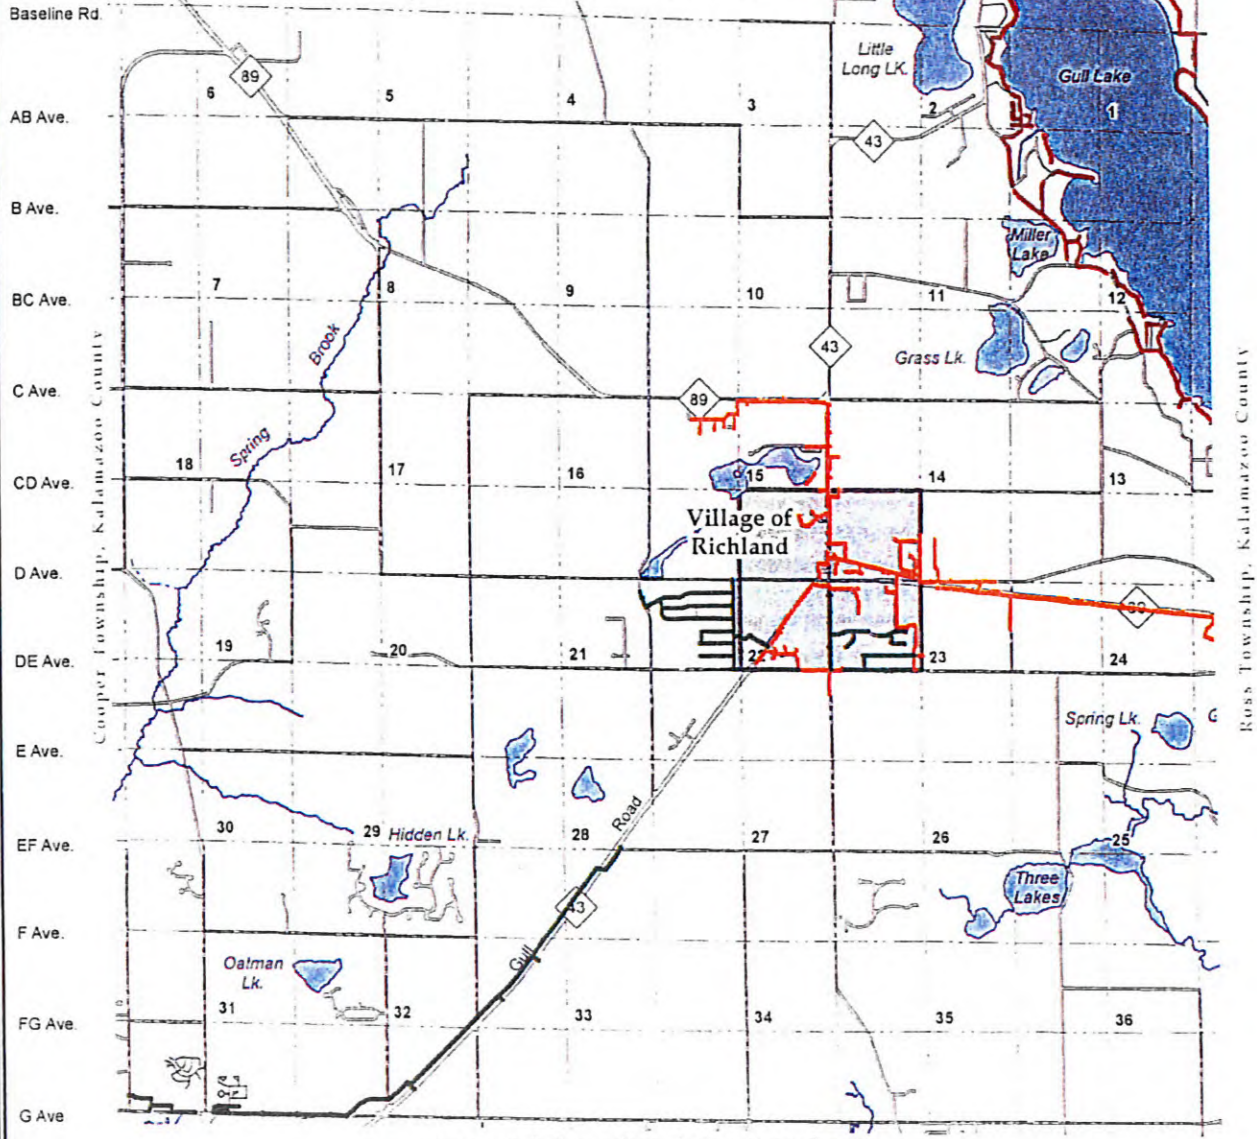 Baseline Rd.
Little
Long LK.
Gull Lake
89
6
5
4
3
2
1
AB Ave.
43
B Ave.
Miller
Lake
7
8
9
10
11
12
BC Ave.
Brook
43
Grass Lk.
C Ave.
89
Spring
18
17
16
15
14
13
CD Ave.
Village of
Richland
D Ave.
19
20
21
22
23
24
DE Ave.
Spring Lk.
G
E Ave.
Road
30
29
Hidden Lk.
28
27
26
25
EF Ave.
Three
Lakes
43
F Ave.
Gull
Oatman
Lk.
31
32
33
34
35
36
FG Ave.
G Ave
Cooper Township, Kalamazoo County
Ross Township, Kalamazoo County